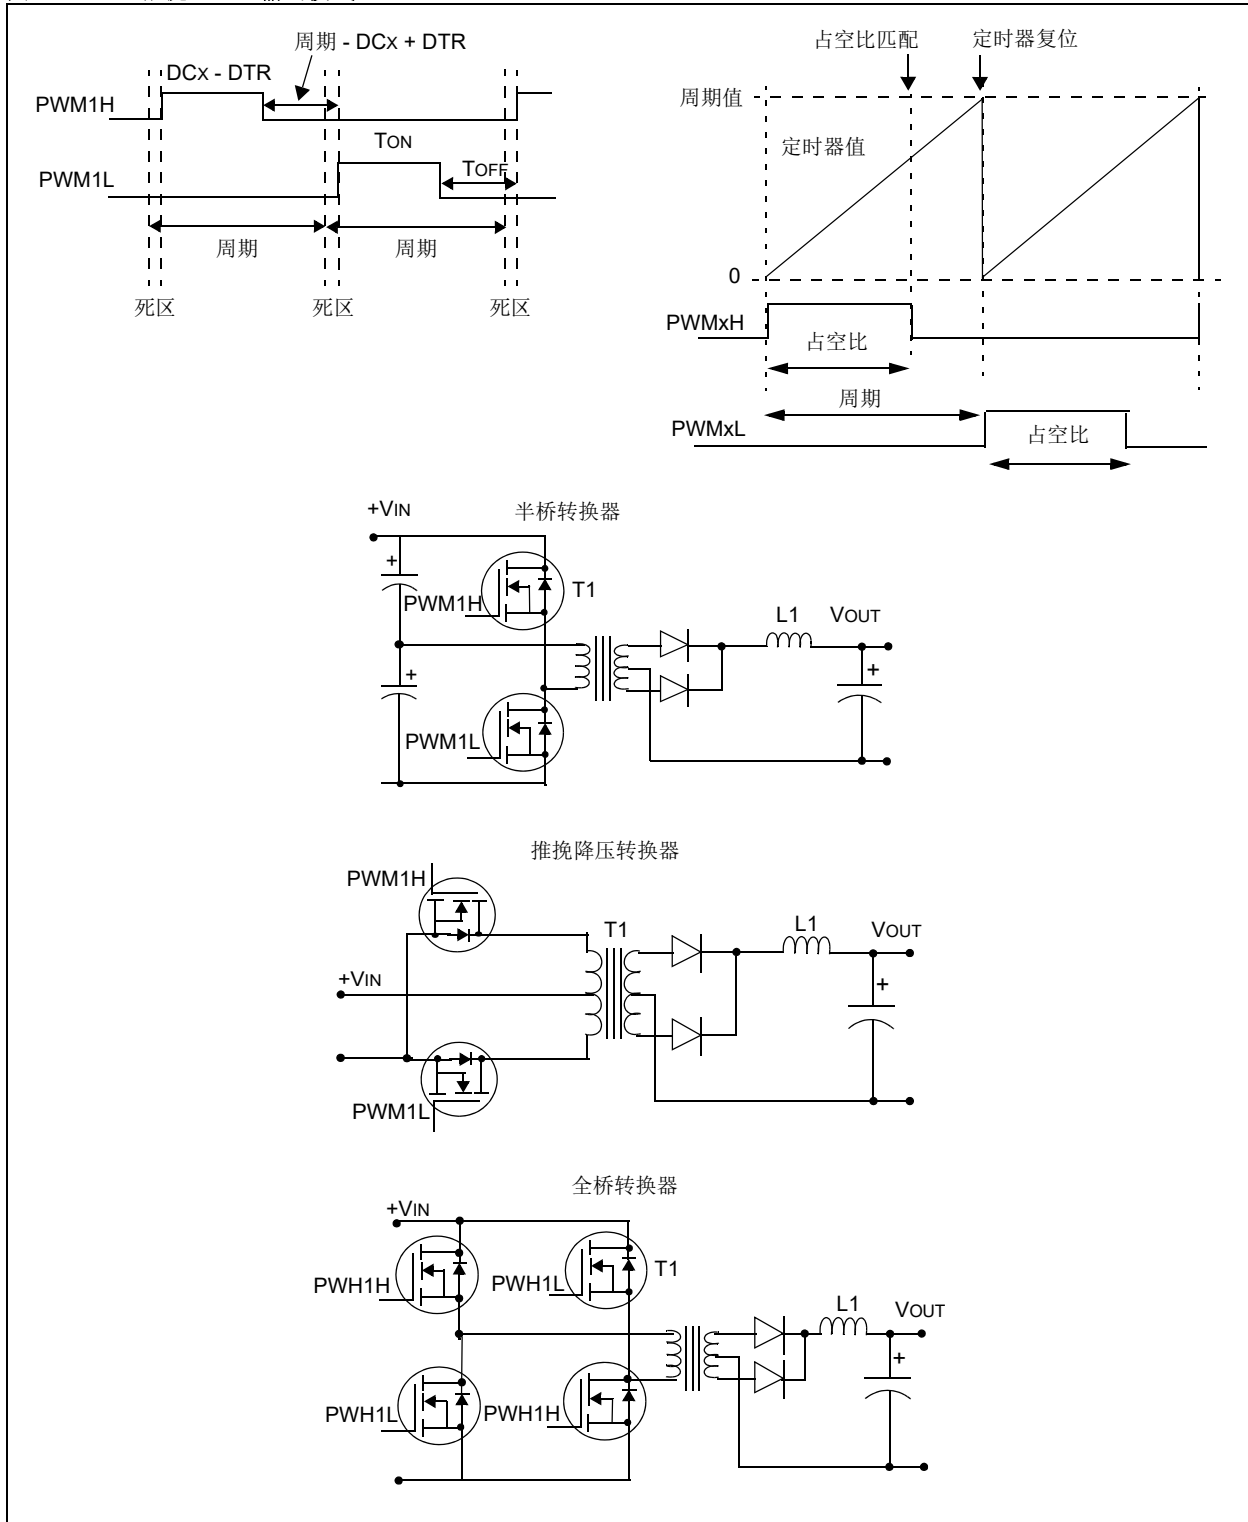 周期 - DCx + DTR
DCx - DTR
PWM1H
TON
PWM1L
TOFF
周期
周期
死区
死区
死区
占空比匹配
定时器复位
周期值
定时器值
0
PWMxH
占空比
周期
PWMxL
占空比
半桥转换器
+VIN
+
T1
PWM1H
L1
VOUT
+
+
PWM1L
推挽降压转换器
PWM1H
T1
L1
VOUT
+VIN
+
PWM1L
全桥转换器
+VIN
T1
PWH1H
PWH1L
L1
VOUT
+
PWH1L
PWH1H